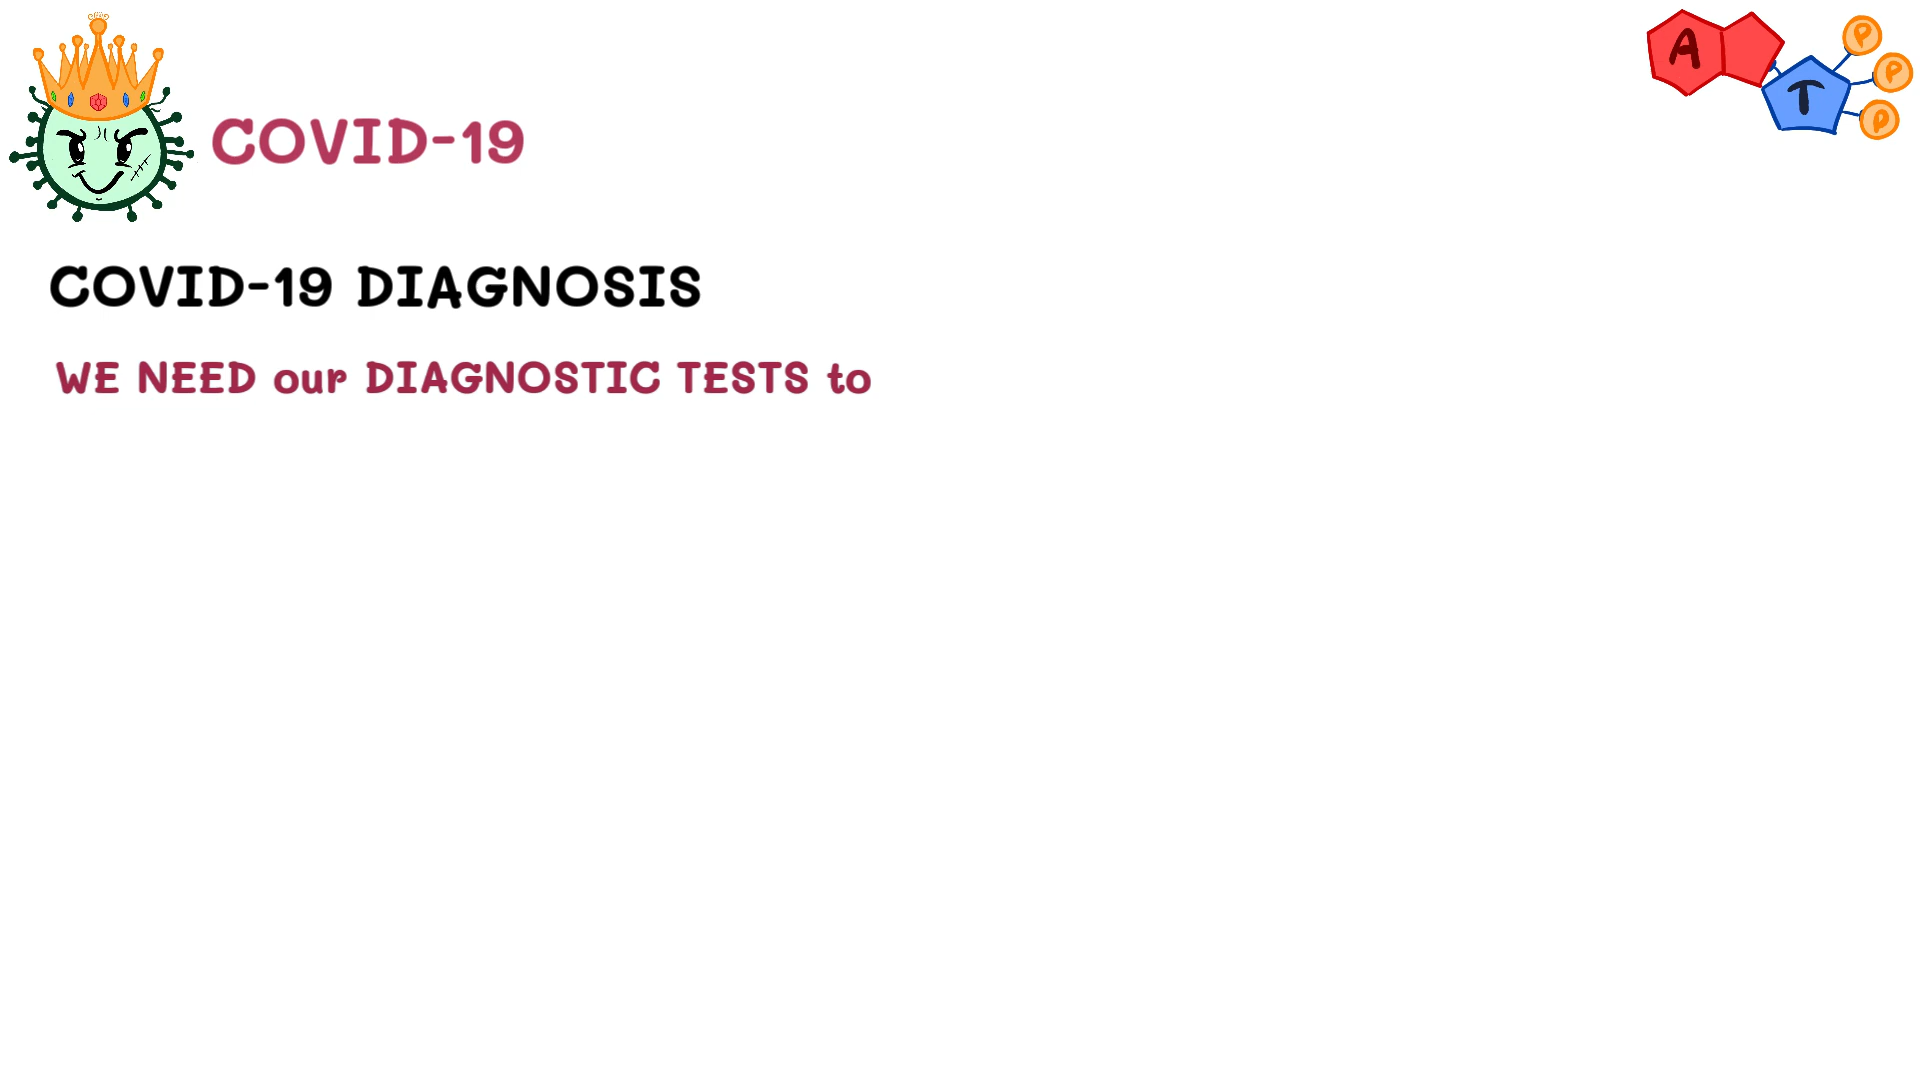 COVID-19
A
T
P
P
P
COVID-19 DIAGNOSIS
WE NEED our DIAGNOSTIC TESTS to